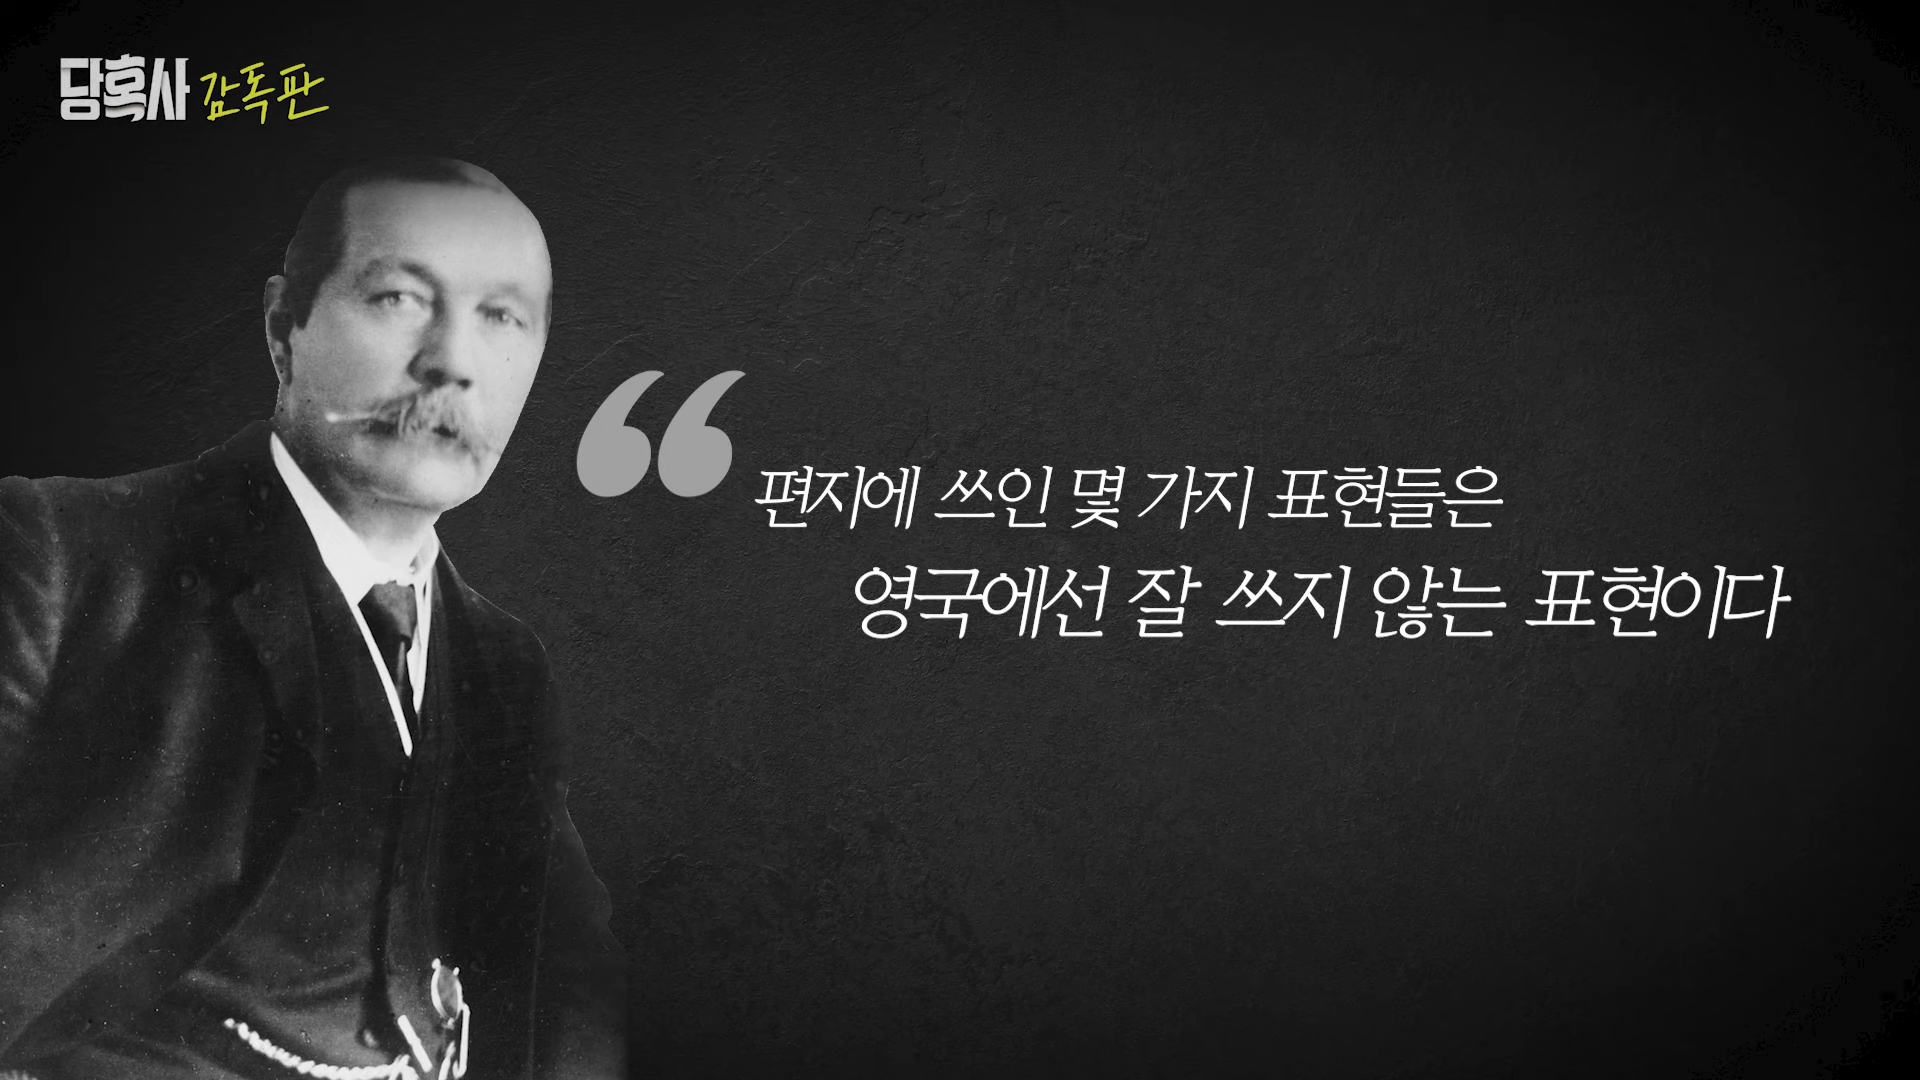 당혹사 감독판
편지에 쓰인 몇 가지 표현들은
영국에선 잘 쓰지 않는 표현이다